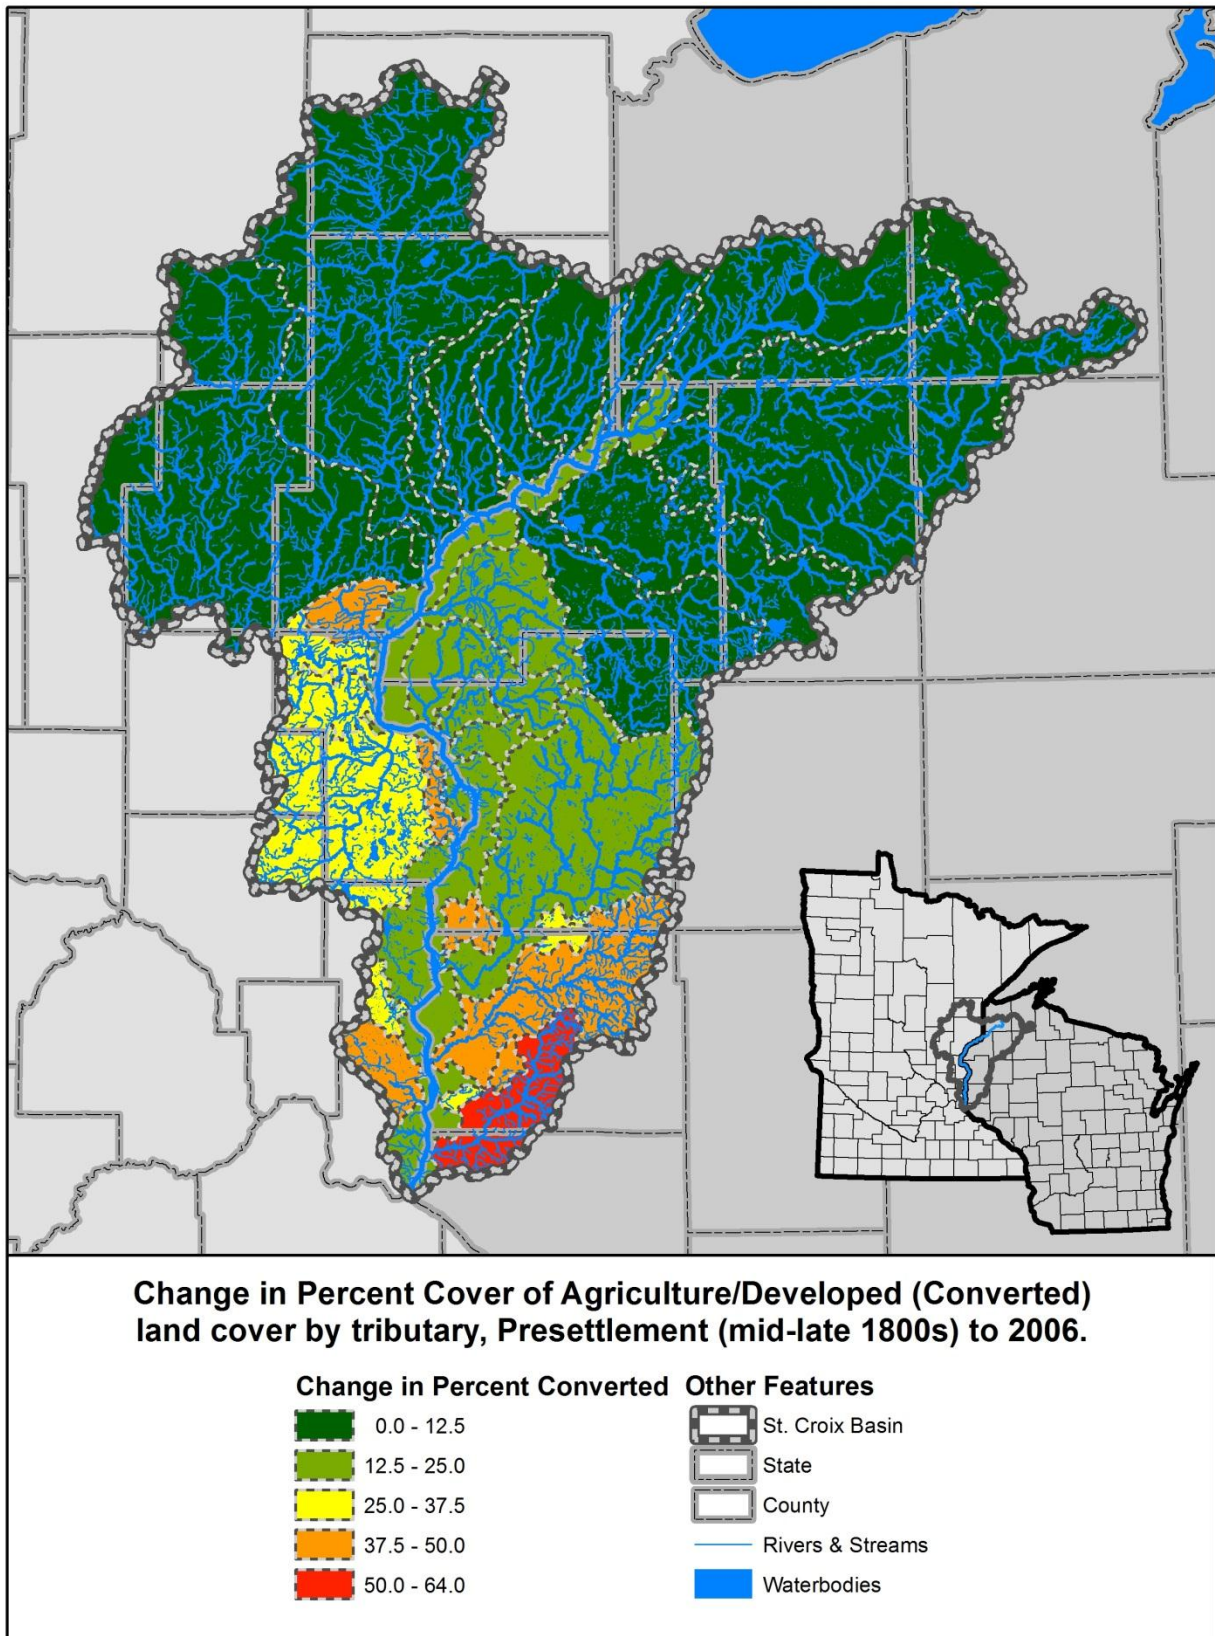 Change in Percent Cover of Agriculture/Developed (Converted)
land cover by tributary, Presettlement (mid-late 1800s) to 2006.
Change in Percent Converted
0.0 - 12.5
12.5 - 25.0
25.0 - 37.5
37.5 - 50.0
50.0 - 64.0
Other Features
St. Croix Basin
State
County
Rivers & Streams
Waterbodies